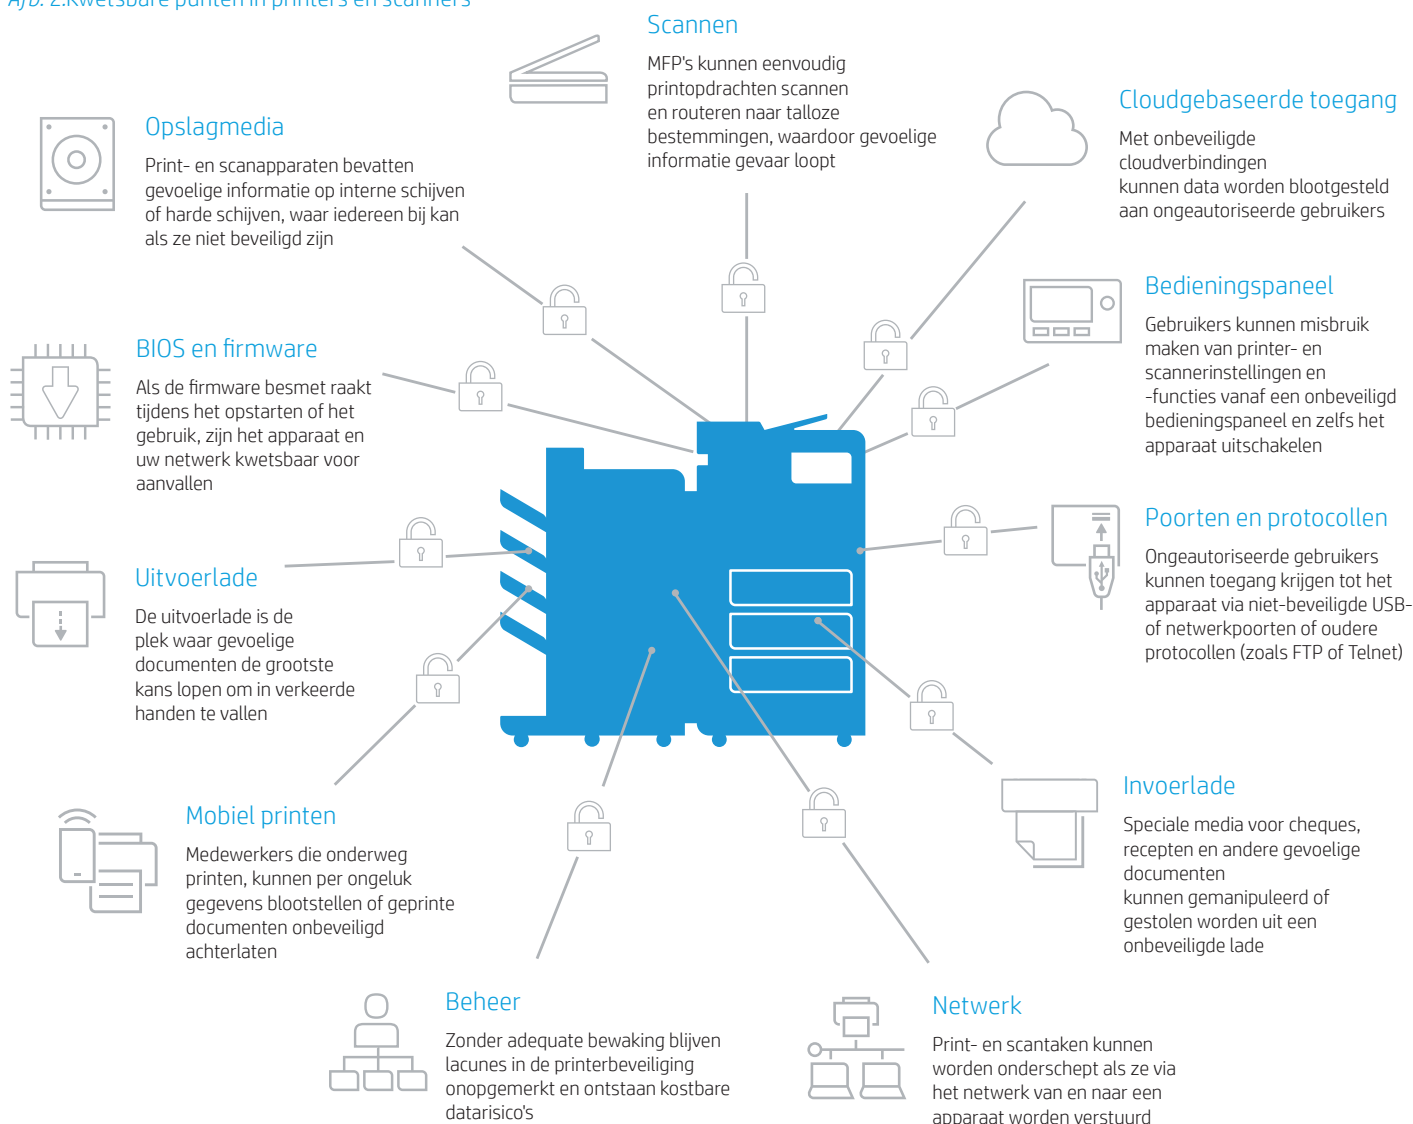 Afb. 2.Kwetsbare punten in printers en scanners
Scannen
MFP's kunnen eenvoudig
printopdrachten scannen
en routeren naar talloze
bestemmingen, waardoor gevoelige
informatie gevaar loopt
Cloudgebaseerde toegang
Met onbeveiligde
cloudverbindingen
kunnen data worden blootgesteld
aan ongeautoriseerde gebruikers
Opslagmedia
Print- en scanapparaten bevatten
gevoelige informatie op interne schijven
of harde schijven, waar iedereen bij kan
als ze niet beveiligd zijn
Bedieningspaneel
Gebruikers kunnen misbruik
maken van printer- en
scannerinstellingen en
-functies vanaf een onbeveiligd
bedieningspaneel en zelfs het
apparaat uitschakelen
BIOS en firmware
Als de firmware besmet raakt
tijdens het opstarten of het
gebruik, zijn het apparaat en
uw netwerk kwetsbaar voor
aanvallen
Poorten en protocollen
Ongeautoriseerde gebruikers
kunnen toegang krijgen tot het
apparaat via niet-beveiligde USB-
of netwerkpoorten of oudere
protocollen (zoals FTP of Telnet)
Uitvoerlade
De uitvoerlade is de
plek waar gevoelige
documenten de grootste
kans lopen om in verkeerde
handen te vallen
Invoerlade
Speciale media voor cheques,
recepten en andere gevoelige
documenten
kunnen gemanipuleerd of
gestolen worden uit een
onbeveiligde lade
Mobiel printen
Medewerkers die onderweg
printen, kunnen per ongeluk
gegevens blootstellen of geprinte
documenten onbeveiligd
achterlaten
Beheer
Zonder adequate bewaking blijven
lacunes in de printerbeveiliging
onopgemerkt en ontstaan kostbare
datarisico's
Netwerk
Print- en scantaken kunnen
worden onderschept als ze via
het netwerk van en naar een
apparaat worden verstuurd